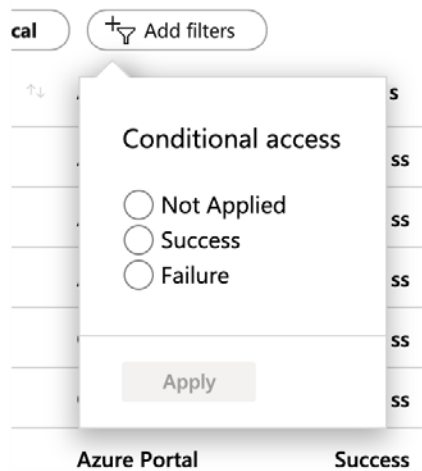 cal
Add filters
s
Conditional access
ss
Not Applied
ss
Success
Failure
ss
ss
Apply
ss
Azure Portal Success